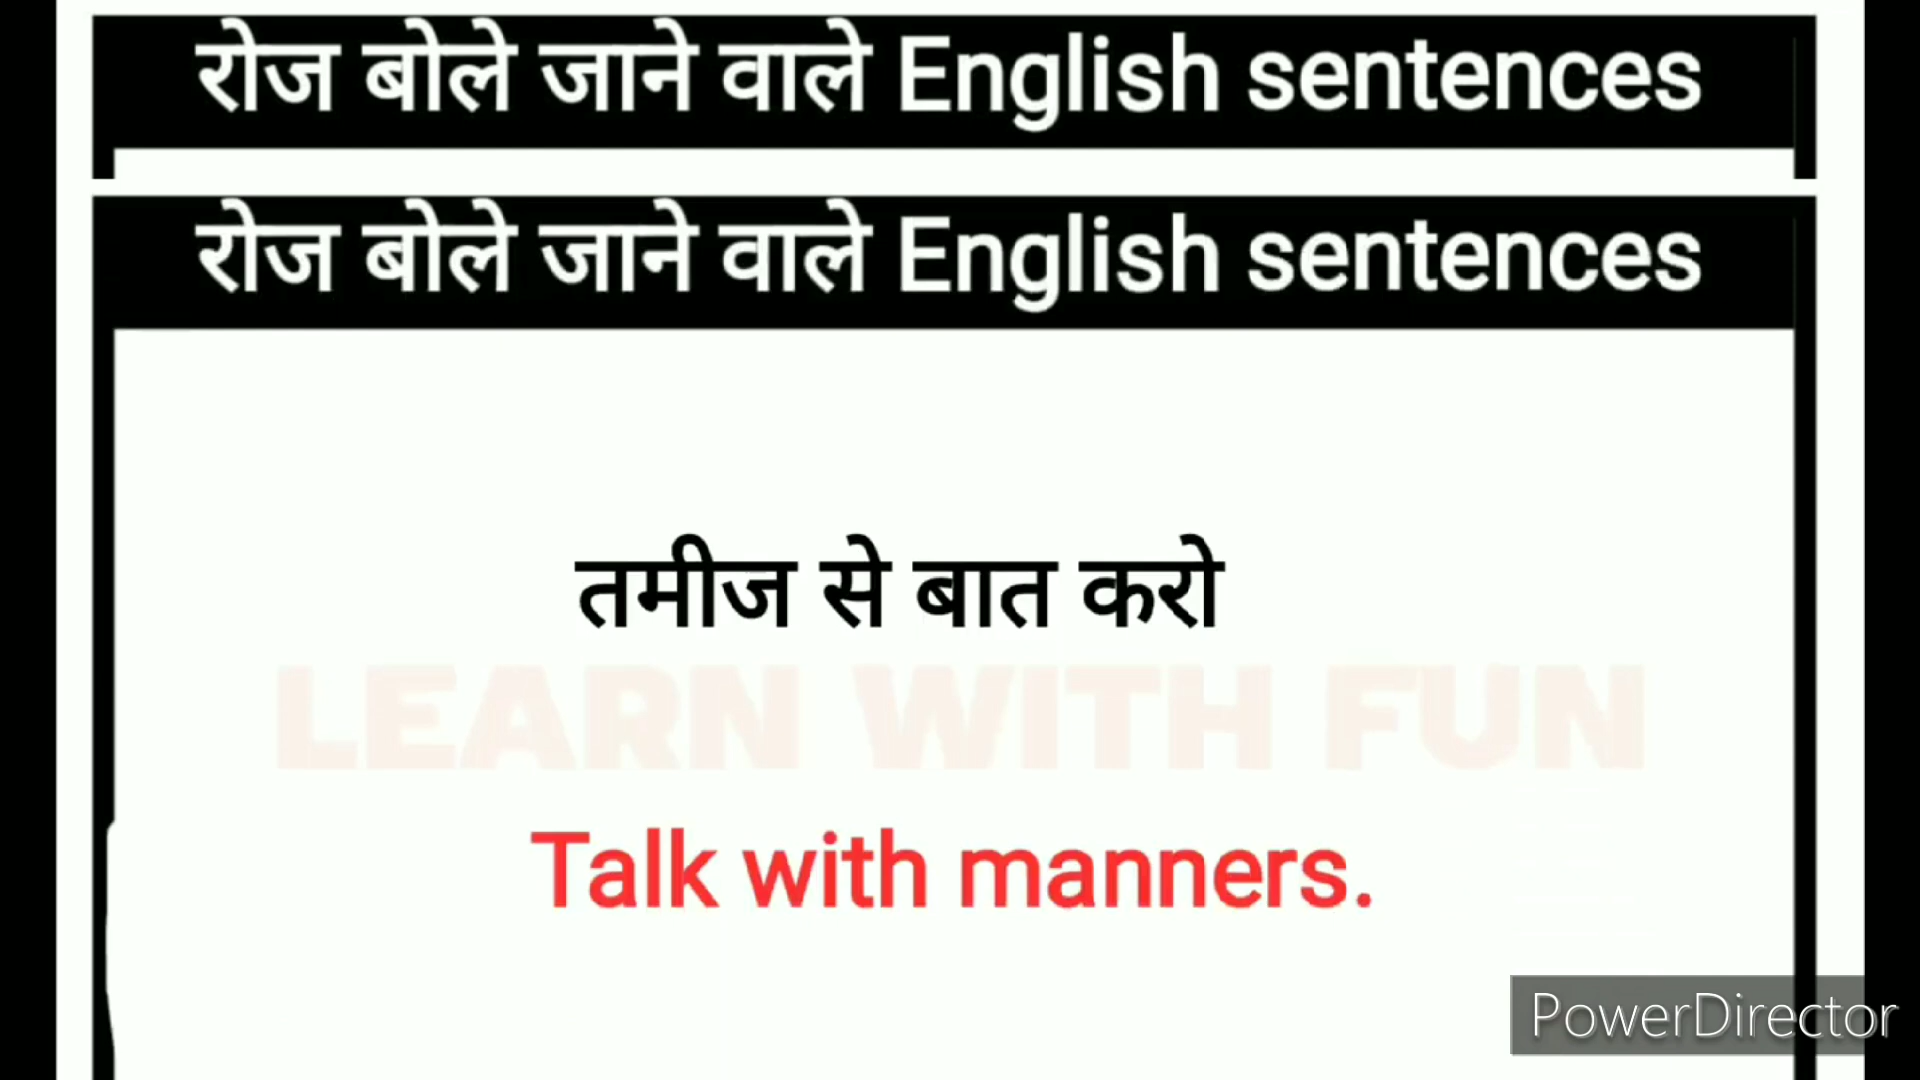 रोज बोले जाने वाले English sentences
रोज बोले जाने वाले English sentences
तमीज से बात करो
LEARN WITH FUN
Talk with manners.
PowerDirector